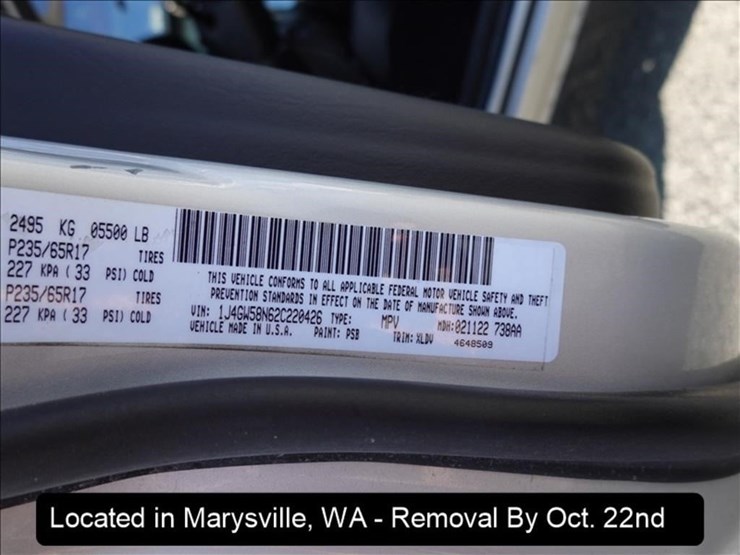 2495 KG 05500 LB
P235/65R17 TIRES
227 KPA ( 33 PSI) COLD
P235/65R17 TIRES
227 KPA ( 33 PSI) COLD
THIS VEHICLE CONFORMS TO ALL APPLICABLE FEDERAL MOTOR VEHICLE SAFETY AND THEFT
PREVENTION STANDARDS IN EFFECT ON THE DATE OF MANUFACTURE SHOWN ABOVE.
VIN: 1J4GW58N62C220426 TYPE: MPV MDH:021122 738AA
VEHICLE MADE IN U.S.A. PAINT: PSB TRIM: XLDV 4648509
Located in Marysville, WA - Removal By Oct. 22nd